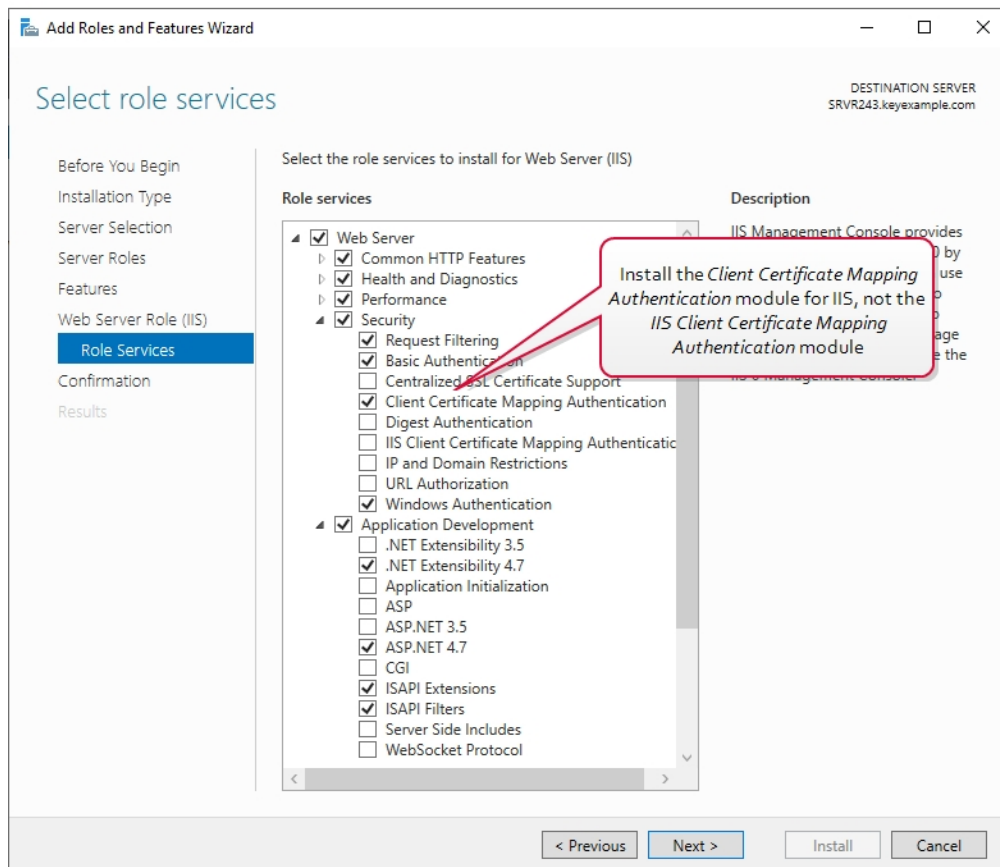 Add Roles and Features Wizard
Select role services
DESTINATION SERVER
SRVR243.keyexample.com
Before You Begin
Installation Type
Server Selection
Server Roles
Features
Web Server Role (IIS)
Role Services
Confirmation
Results
Select the role services to install for Web Server (IIS)
Role services
Web Server
Common HTTP Features
Health and Diagnostics
Performance
Security
Request Filtering
Basic Authentication
Centralized SSL Certificate Support
Client Certificate Mapping Authentication
Digest Authentication
IIS Client Certificate Mapping Authenticatic
IP and Domain Restrictions
URL Authorization
Windows Authentication
Application Development
.NET Extensibility 3.5
.NET Extensibility 4.7
Application Initialization
ASP
ASP.NET 3.5
ASP.NET 4.7
CGI
ISAPI Extensions
ISAPI Filters
Server Side Includes
WebSocket Protocol
Description
IIS Management Console provides
by
use
the
Install the Client Certificate Mapping
Authentication module for IIS, not the
IIS Client Certificate Mapping
Authentication module
< Previous
Next >
Install
Cancel